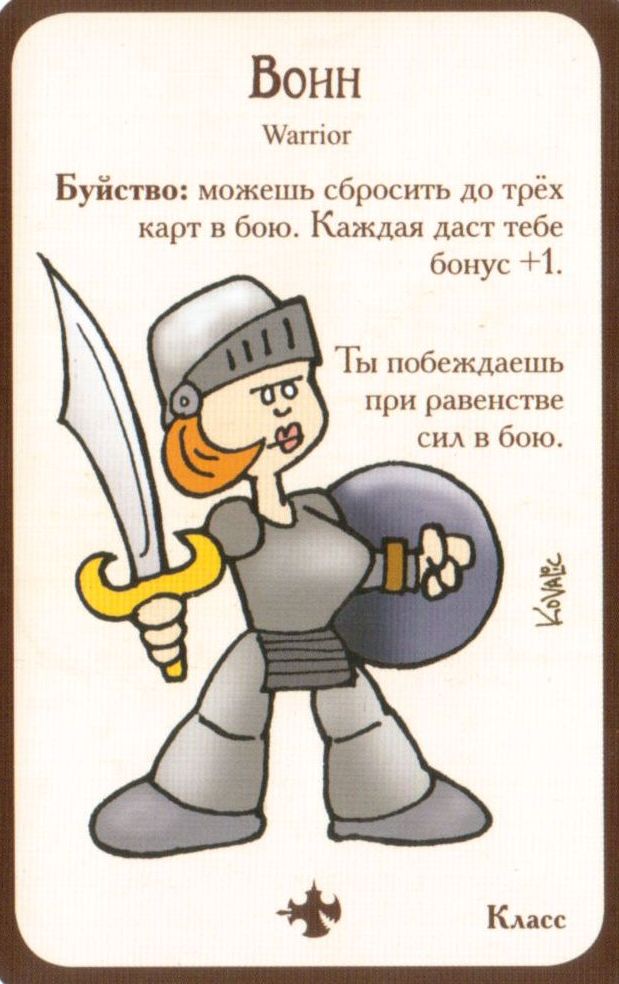 Воин
Warrior
Буйство: можешь сбросить до трёх
карт в бою. Каждая даст тебе
бонус +1.
Ты побеждаешь
при равенстве
сил в бою.
KOVALIC
Класс